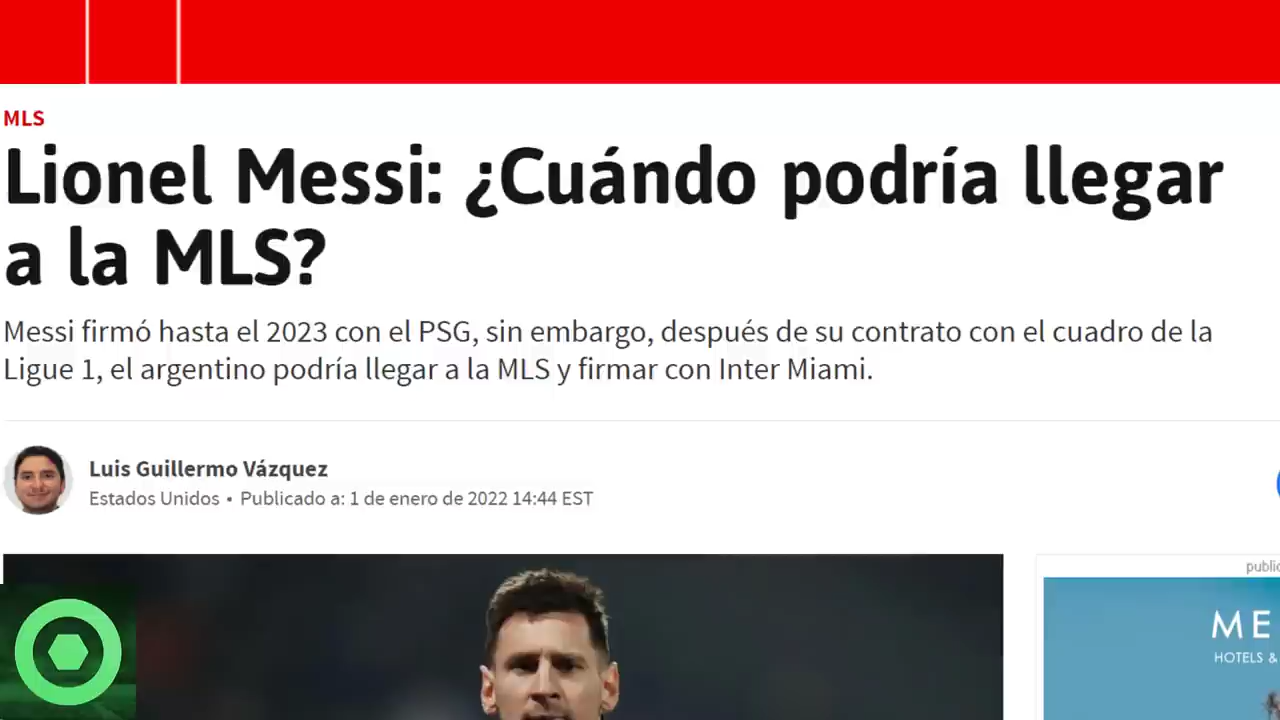 MLS
Lionel Messi: ¿Cuándo podría llegar
a la MLS?
Messi firmó hasta el 2023 con el PSG, sin embargo, después de su contrato con el cuadro de la
Ligue 1, el argentino podría llegar a la MLS y firmar con Inter Miami.
Luis Guillermo Vázquez
Estados Unidos • Publicado a: 1 de enero de 2022 14:44 EST
public
ME
HOTELS &